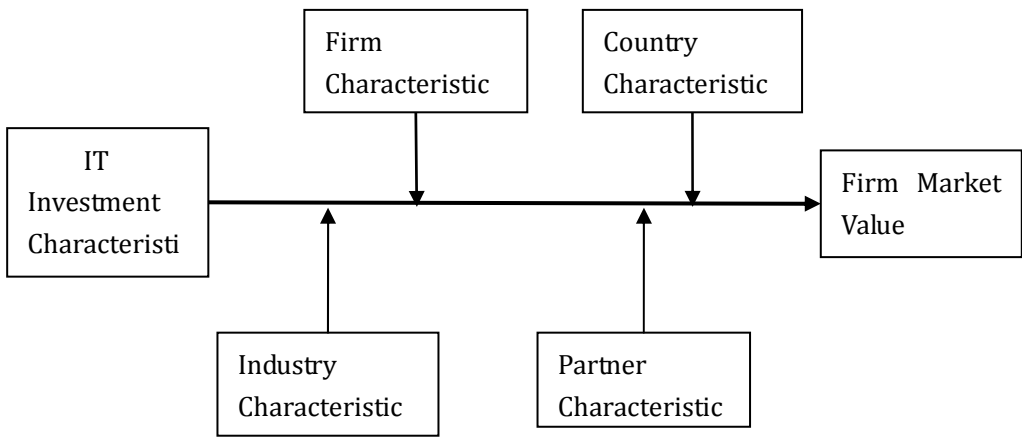 Firm
Characteristic
Country
Characteristic
IT
Investment
Characteristi
Firm Market
Value
Industry
Characteristic
Partner
Characteristic